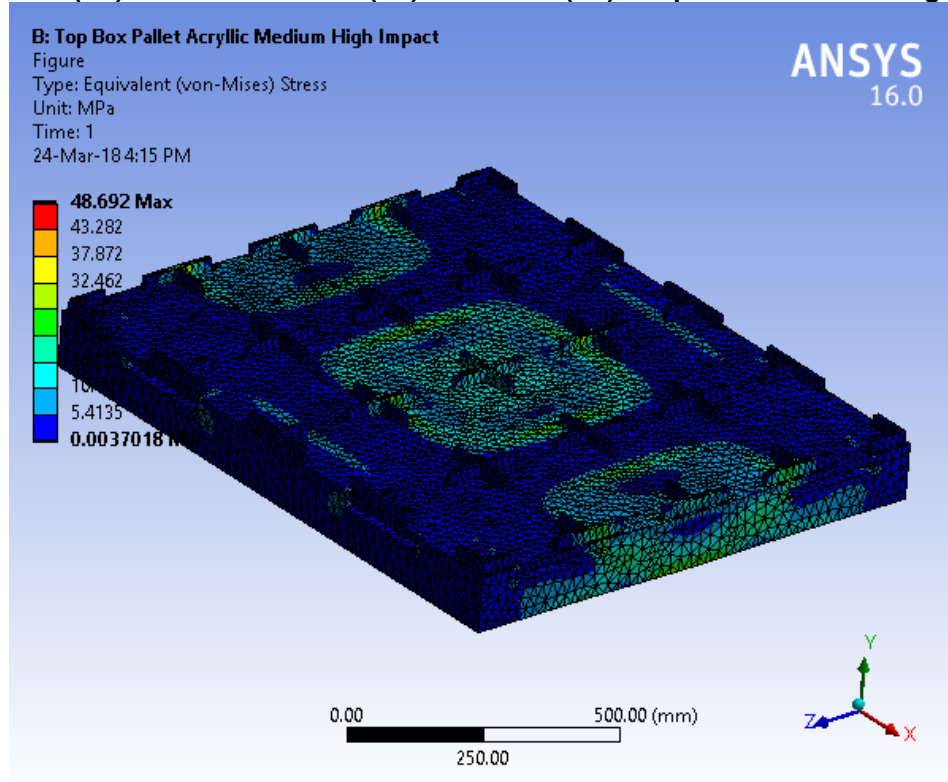 B: Top Box Pallet Acryllic Medium High Impact
Figure
Type: Equivalent (von-Mises) Stress
Unit: MPa
Time: 1
24-Mar-18 4:15 PM
ANSYS
16.0
48.692 Max
43.282
37.872
32.462
5.4135
0.0037018
0.00
500.00 (mm)
250.00
Y
Z
X